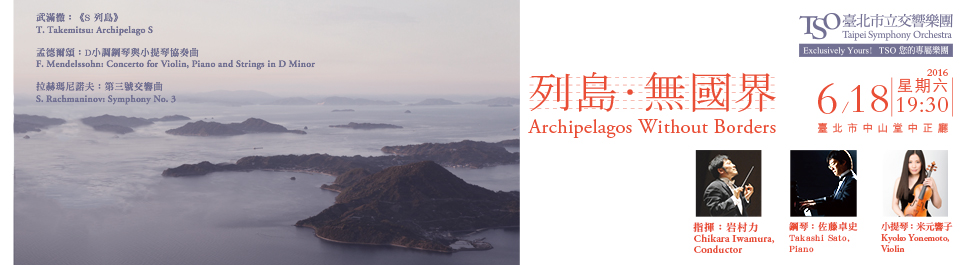 武滿徹：《S 列島》
T. Takemitsu: Archipelago S
孟德爾頌：D小調鋼琴與小提琴協奏曲
F. Mendelssohn: Concerto for Violin, Piano and Strings in D Minor
拉赫瑪尼諾夫：第三號交響曲
S. Rachmaninov: Symphony No. 3
TSO 臺北市立交響樂團
Taipei Symphony Orchestra
Exclusively Yours! TSO 您的專屬樂團
列島·無國界
Archipelagos Without Borders
2016
6/18 星期六
19:30
臺北市中山堂中正廳
指揮：岩村力
Chikara Iwamura,
Conductor
鋼琴：佐藤卓史
Takashi Sato,
Piano
小提琴：米元響子
Kyoko Yonemoto,
Violin